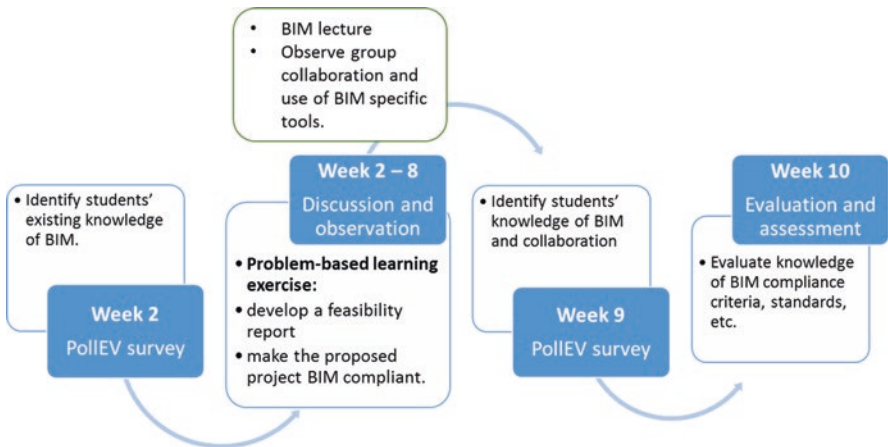 • BIM lecture
• Observe group
collaboration and
use of BIM specific
tools.
• Identify students'
existing knowledge
of BIM.
Week 2
PollEV survey
Week 2 – 8
Discussion and
observation
• Problem-based learning
exercise:
• develop a feasibility
report
• make the proposed
project BIM compliant.
• Identify students'
knowledge of BIM
and collaboration
Week 9
PollEV survey
Week 10
Evaluation and
assessment
• Evaluate knowledge
of BIM compliance
criteria, standards,
etc.